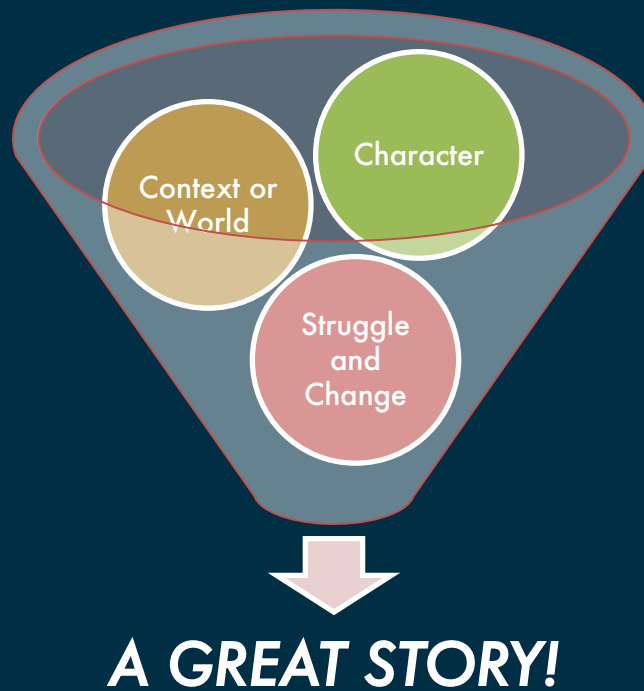 Character
Context or
World
Struggle
and
Change
A GREAT STORY!